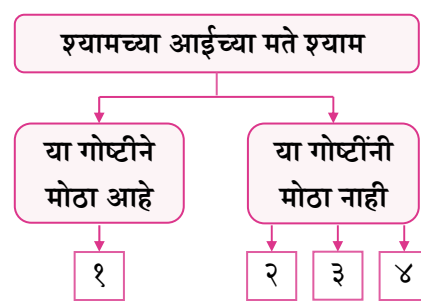 श्यामच्या आईच्या मते श्याम
या गोष्टीने
मोठा आहे
या गोष्टींनी
मोठा नाही
१
२
३
४